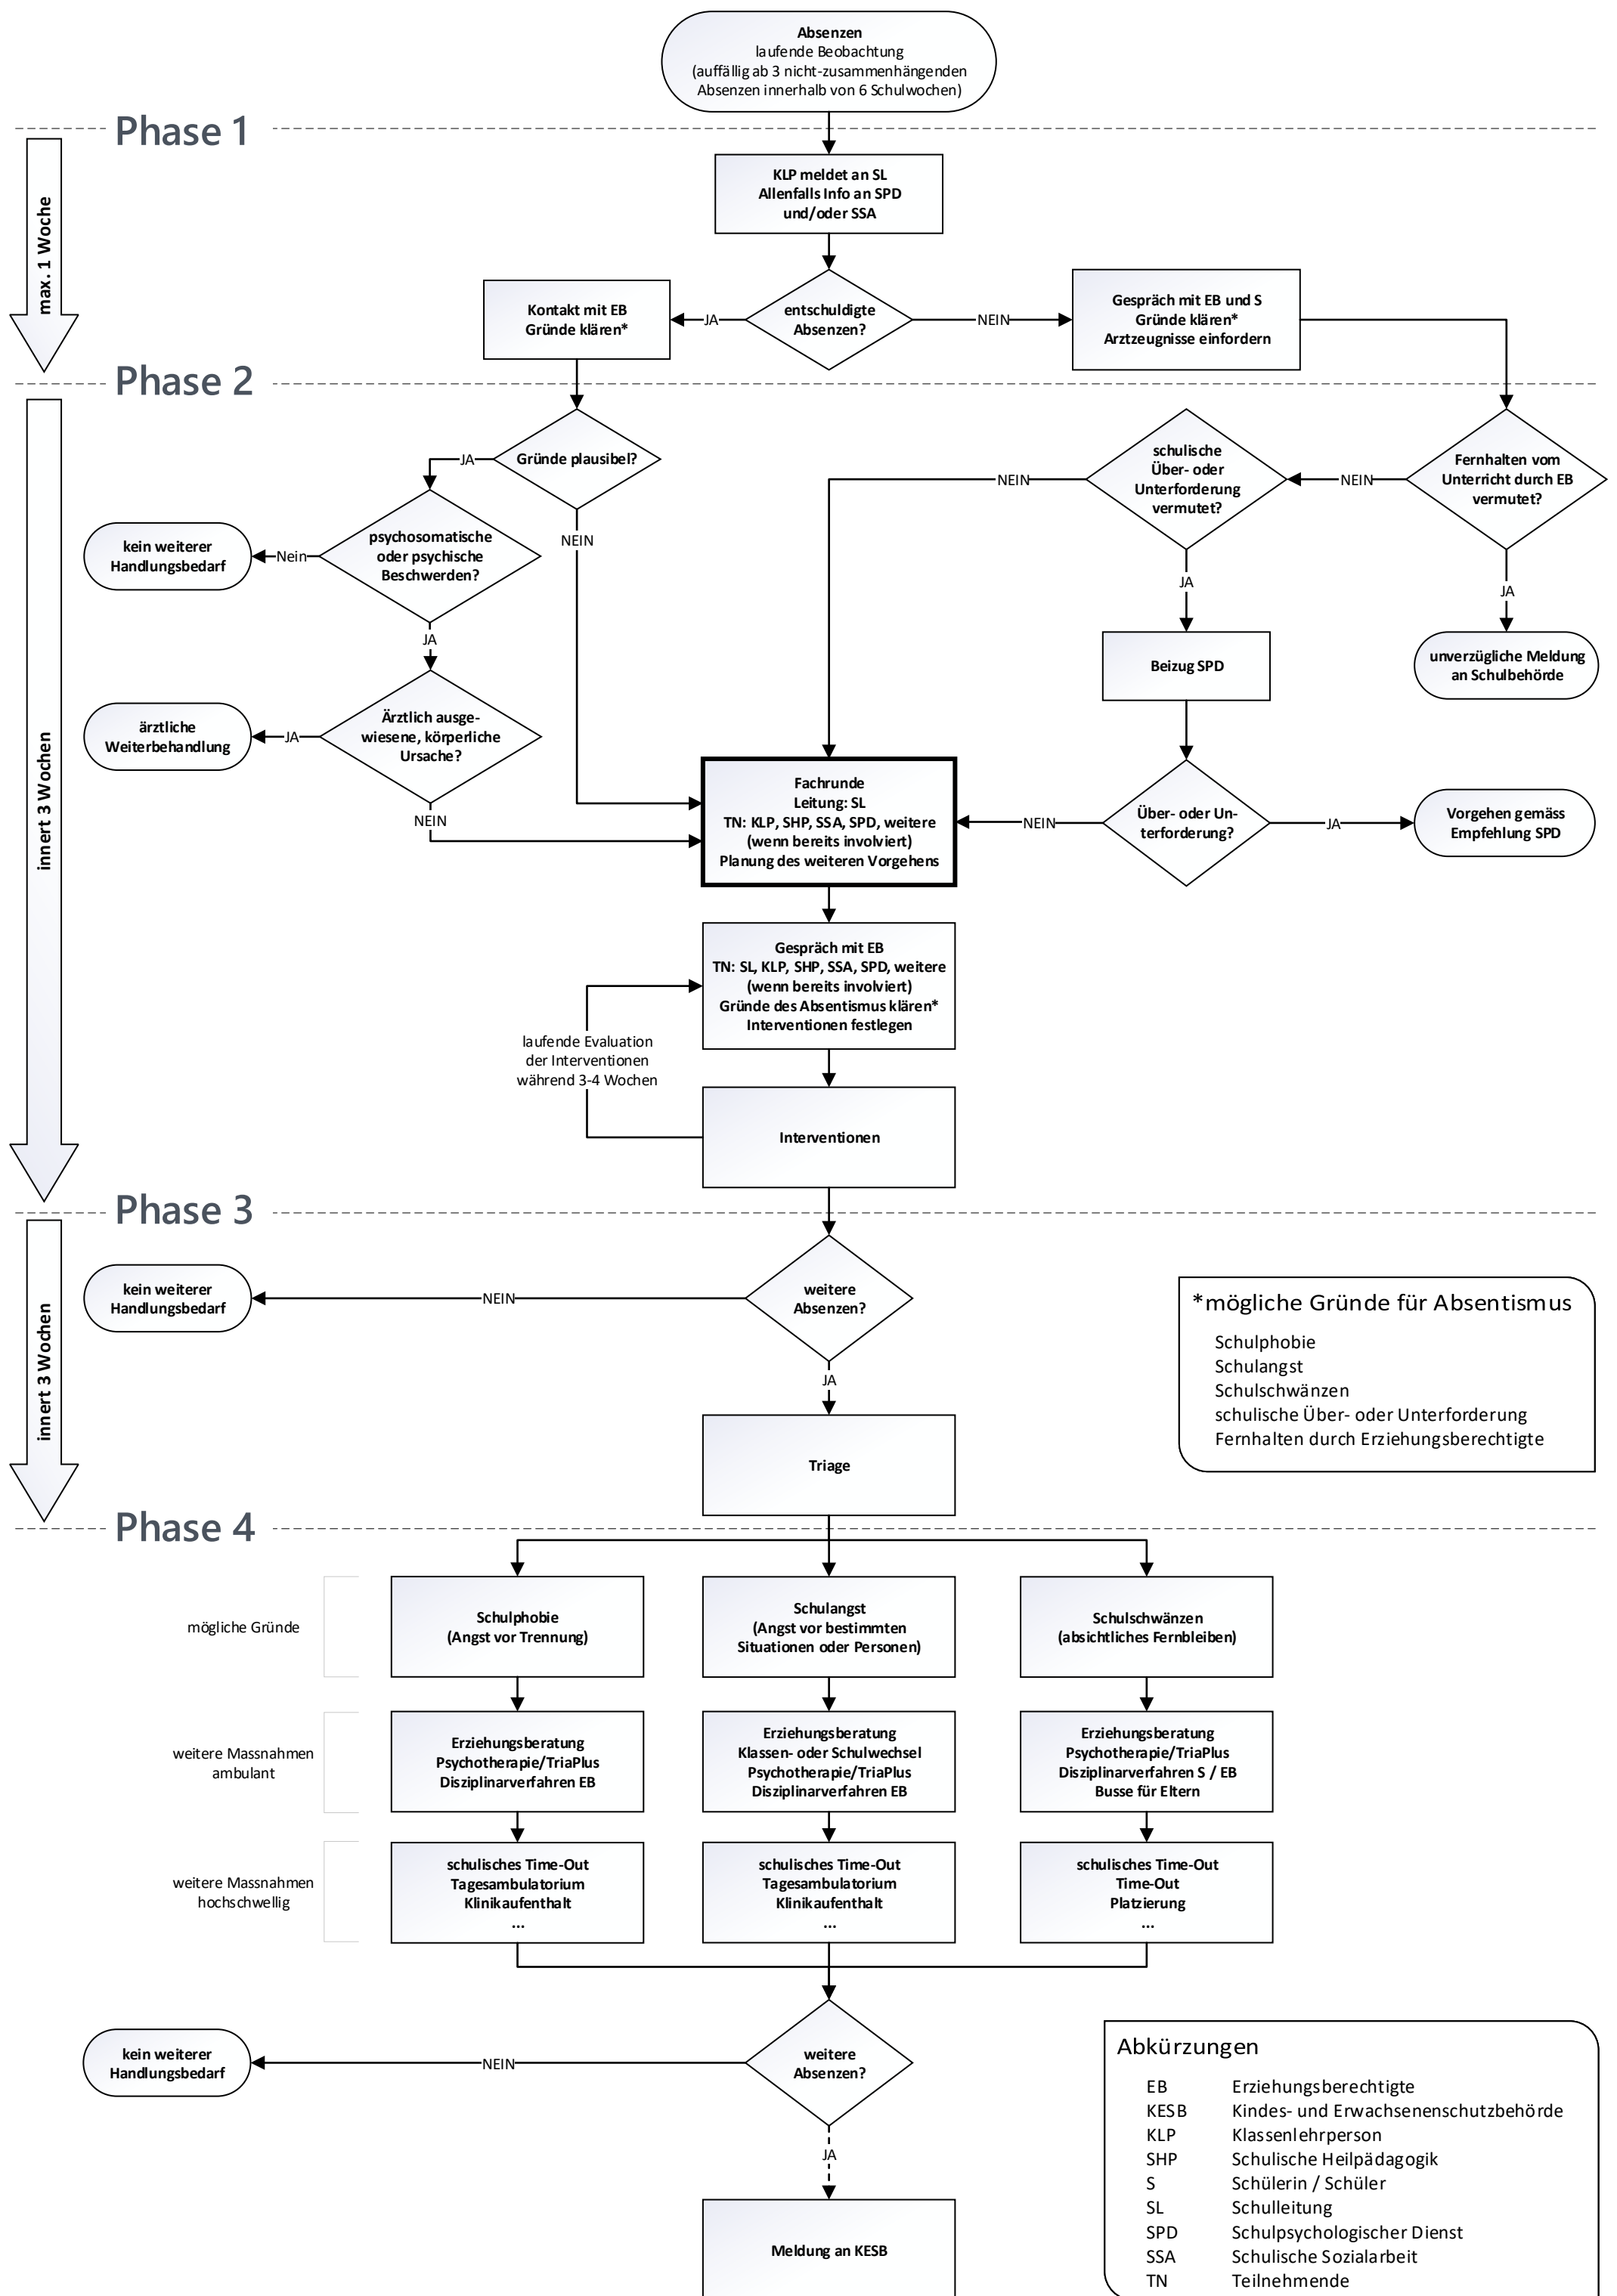 Absenzen
laufende Beobachtung
(auffällig ab 3 nicht-zusammenhängenden
Absenzen innerhalb von 6 Schulwochen)
Phase 1
max. 1 Woche
KLP meldet an SL
Allenfalls Info an SPD
und/oder SSA
Kontakt mit EB
Gründe klären*
JA
entschuldigte
Absenzen?
NEIN
Gespräch mit EB und S
Gründe klären*
Arztzeugnisse einfordern
Phase 2
innert 3 Wochen
Gründe plausibel?
JA
NEIN
schulische
Über- oder
Unterforderung
vermutet?
NEIN
JA
Fernhalten vom
Unterricht durch EB
vermutet?
NEIN
JA
kein weiterer
Handlungsbedarf
Nein
psychosomatische
oder psychische
Beschwerden?
JA
Beizug SPD
unverzügliche Meldung
an Schulbehörde
ärztliche
Weiterbehandlung
JA
Ärztlich ausge-
wiesene, körperliche
Ursache?
NEIN
Fachrunde
Leitung: SL
TN: KLP, SHP, SSA, SPD, weitere
(wenn bereits involviert)
Planung des weiteren Vorgehens
NEIN
Über- oder Un-
terforderung?
JA
Vorgehen gemäss
Empfehlung SPD
Gespräch mit EB
TN: SL, KLP, SHP, SSA, SPD, weitere
(wenn bereits involviert)
Gründe des Absentismus klären*
Interventionen festlegen
laufende Evaluation
der Interventionen
während 3-4 Wochen
Interventionen
Phase 3
innert 3 Wochen
kein weiterer
Handlungsbedarf
NEIN
weitere
Absenzen?
JA
*mögliche Gründe für Absentismus
Schulphobie
Schulangst
Schulschwänzen
schulische Über- oder Unterforderung
Fernhalten durch Erziehungsberechtigte
Triage
Phase 4
mögliche Gründe
Schulphobie
(Angst vor Trennung)
Schulangst
(Angst vor bestimmten
Situationen oder Personen)
Schulschwänzen
(absichtliches Fernbleiben)
weitere Massnahmen
ambulant
Erziehungsberatung
Psychotherapie/TriaPlus
Disziplinarverfahren EB
Erziehungsberatung
Klassen- oder Schulwechsel
Psychotherapie/TriaPlus
Disziplinarverfahren EB
Erziehungsberatung
Psychotherapie/TriaPlus
Disziplinarverfahren S / EB
Busse für Eltern
weitere Massnahmen
hochschwellig
schulisches Time-Out
Tagesambulatorium
Klinikaufenthalt
...
schulisches Time-Out
Tagesambulatorium
Klinikaufenthalt
...
schulisches Time-Out
Time-Out
Platzierung
...
kein weiterer
Handlungsbedarf
NEIN
weitere
Absenzen?
JA
Meldung an KESB
Abkürzungen
EB Erziehungsberechtigte
KESB Kindes- und Erwachsenenschutzbehörde
KLP Klassenlehrperson
SHP Schulische Heilpädagogik
S Schülerin / Schüler
SL Schulleitung
SPD Schulpsychologischer Dienst
SSA Schulische Sozialarbeit
TN Teilnehmende